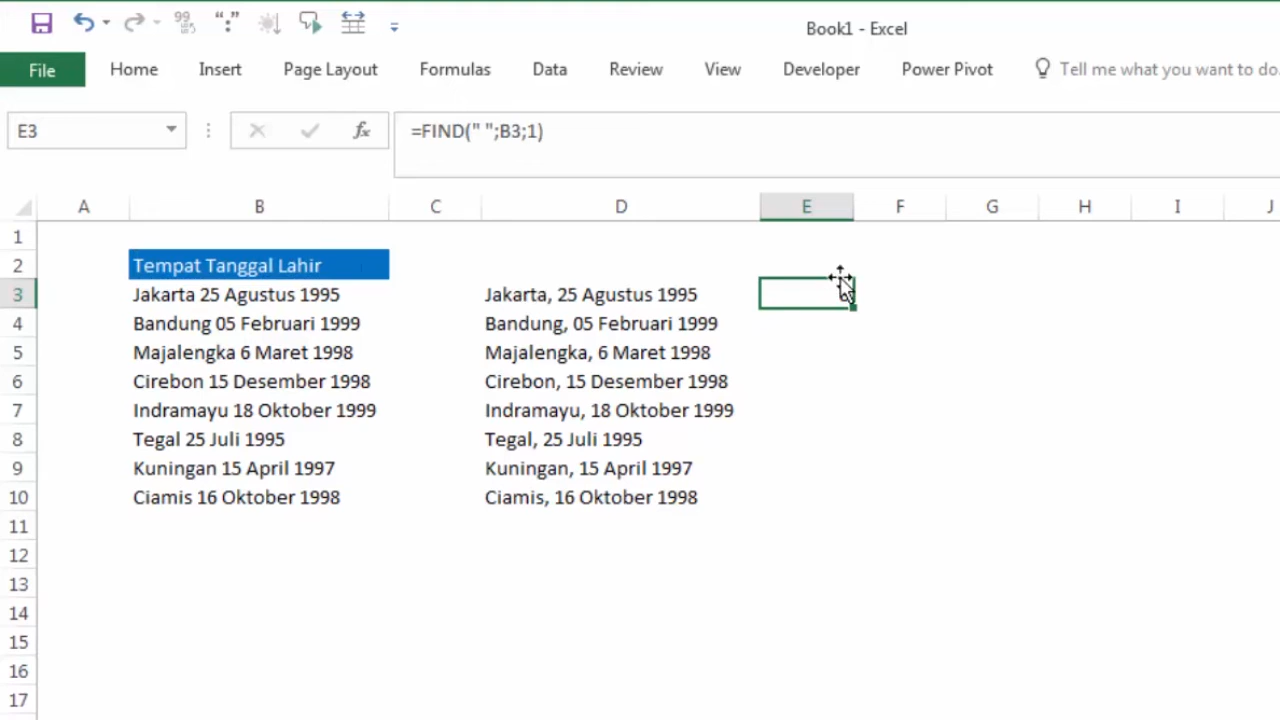 Book1 - Excel
File Home Insert Page Layout Formulas Data Review View Developer Power Pivot Tell me what you want to do.
E3 fx =FIND(" ";B3;1)
A B C D E F G H I J
1
2 Tempat Tanggal Lahir
3 Jakarta 25 Agustus 1995 Jakarta, 25 Agustus 1995
4 Bandung 05 Februari 1999 Bandung, 05 Februari 1999
5 Majalengka 6 Maret 1998 Majalengka, 6 Maret 1998
6 Cirebon 15 Desember 1998 Cirebon, 15 Desember 1998
7 Indramayu 18 Oktober 1999 Indramayu, 18 Oktober 1999
8 Tegal 25 Juli 1995 Tegal, 25 Juli 1995
9 Kuningan 15 April 1997 Kuningan, 15 April 1997
10 Ciamis 16 Oktober 1998 Ciamis, 16 Oktober 1998
11
12
13
14
15
16
17